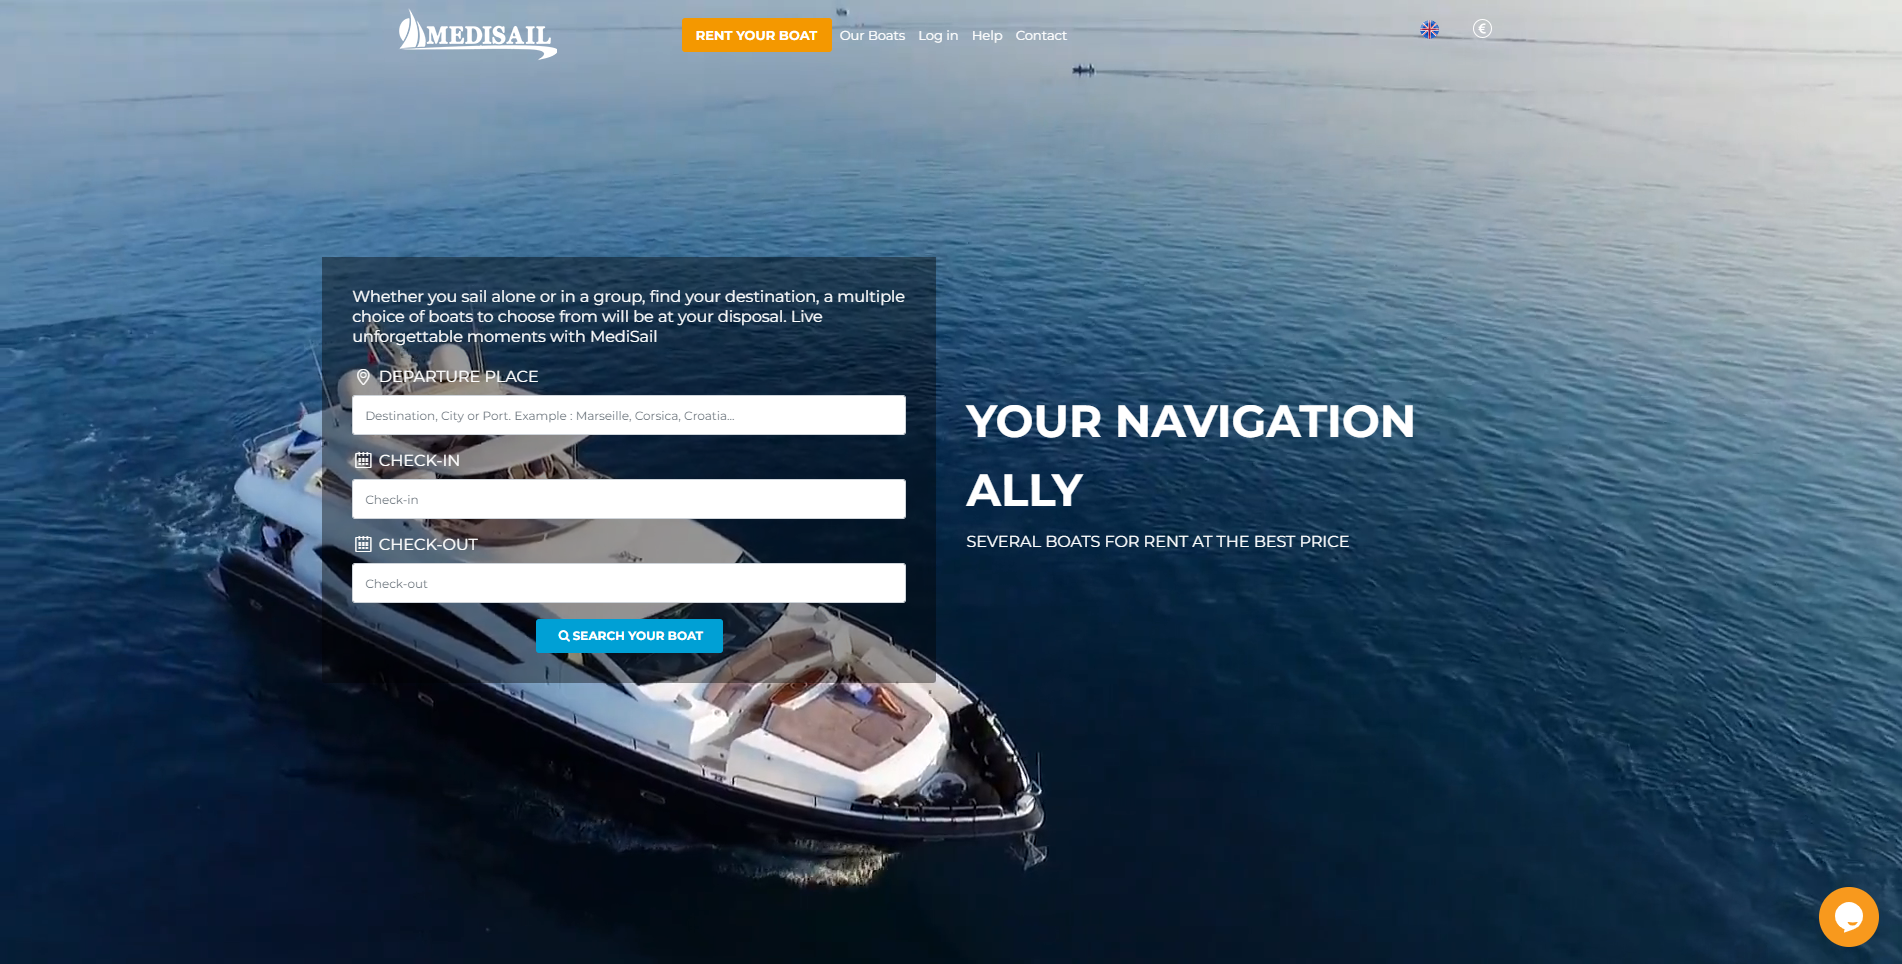 MEDISAIL
RENT YOUR BOAT
Our Boats
Log in
Help
Contact
€
Whether you sail alone or in a group, find your destination, a multiple
choice of boats to choose from will be at your disposal. Live
unforgettable moments with MediSail
DEPARTURE PLACE
Destination, City or Port. Example : Marseille, Corsica, Croatia...
CHECK-IN
Check-in
CHECK-OUT
Check-out
SEARCH YOUR BOAT
YOUR NAVIGATION
ALLY
SEVERAL BOATS FOR RENT AT THE BEST PRICE